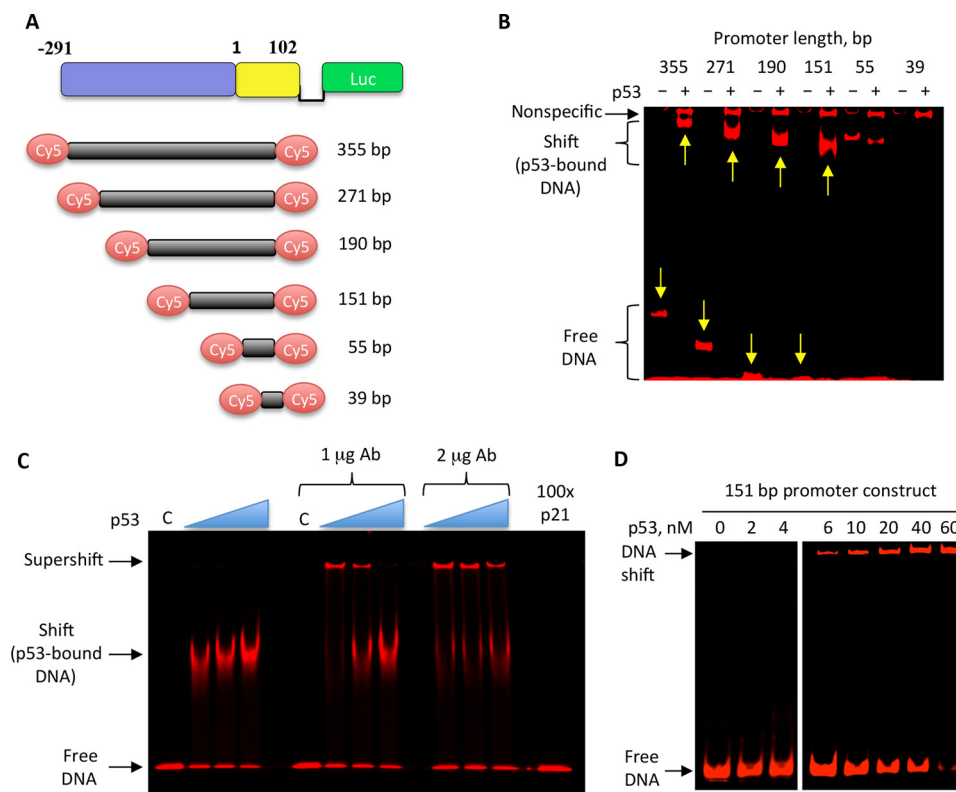 A
-291 1 102
Luc
Cy5 Cy5 355 bp
Cy5 Cy5 271 bp
Cy5 Cy5 190 bp
Cy5 Cy5 151 bp
Cy5 Cy5 55 bp
Cy5 Cy5 39 bp
B
Promoter length, bp
355 271 190 151 55 39
p53 – + – + – + – + – + – +
Nonspecific
Shift
(p53-bound
DNA)
Free
DNA
C
1 μg Ab 2 μg Ab
100x
p21
p53 C C
Supershift
Shift
(p53-bound
DNA)
Free
DNA
D
151 bp promoter construct
p53, nM 0 2 4 6 10 20 40 60
DNA
shift
Free
DNA